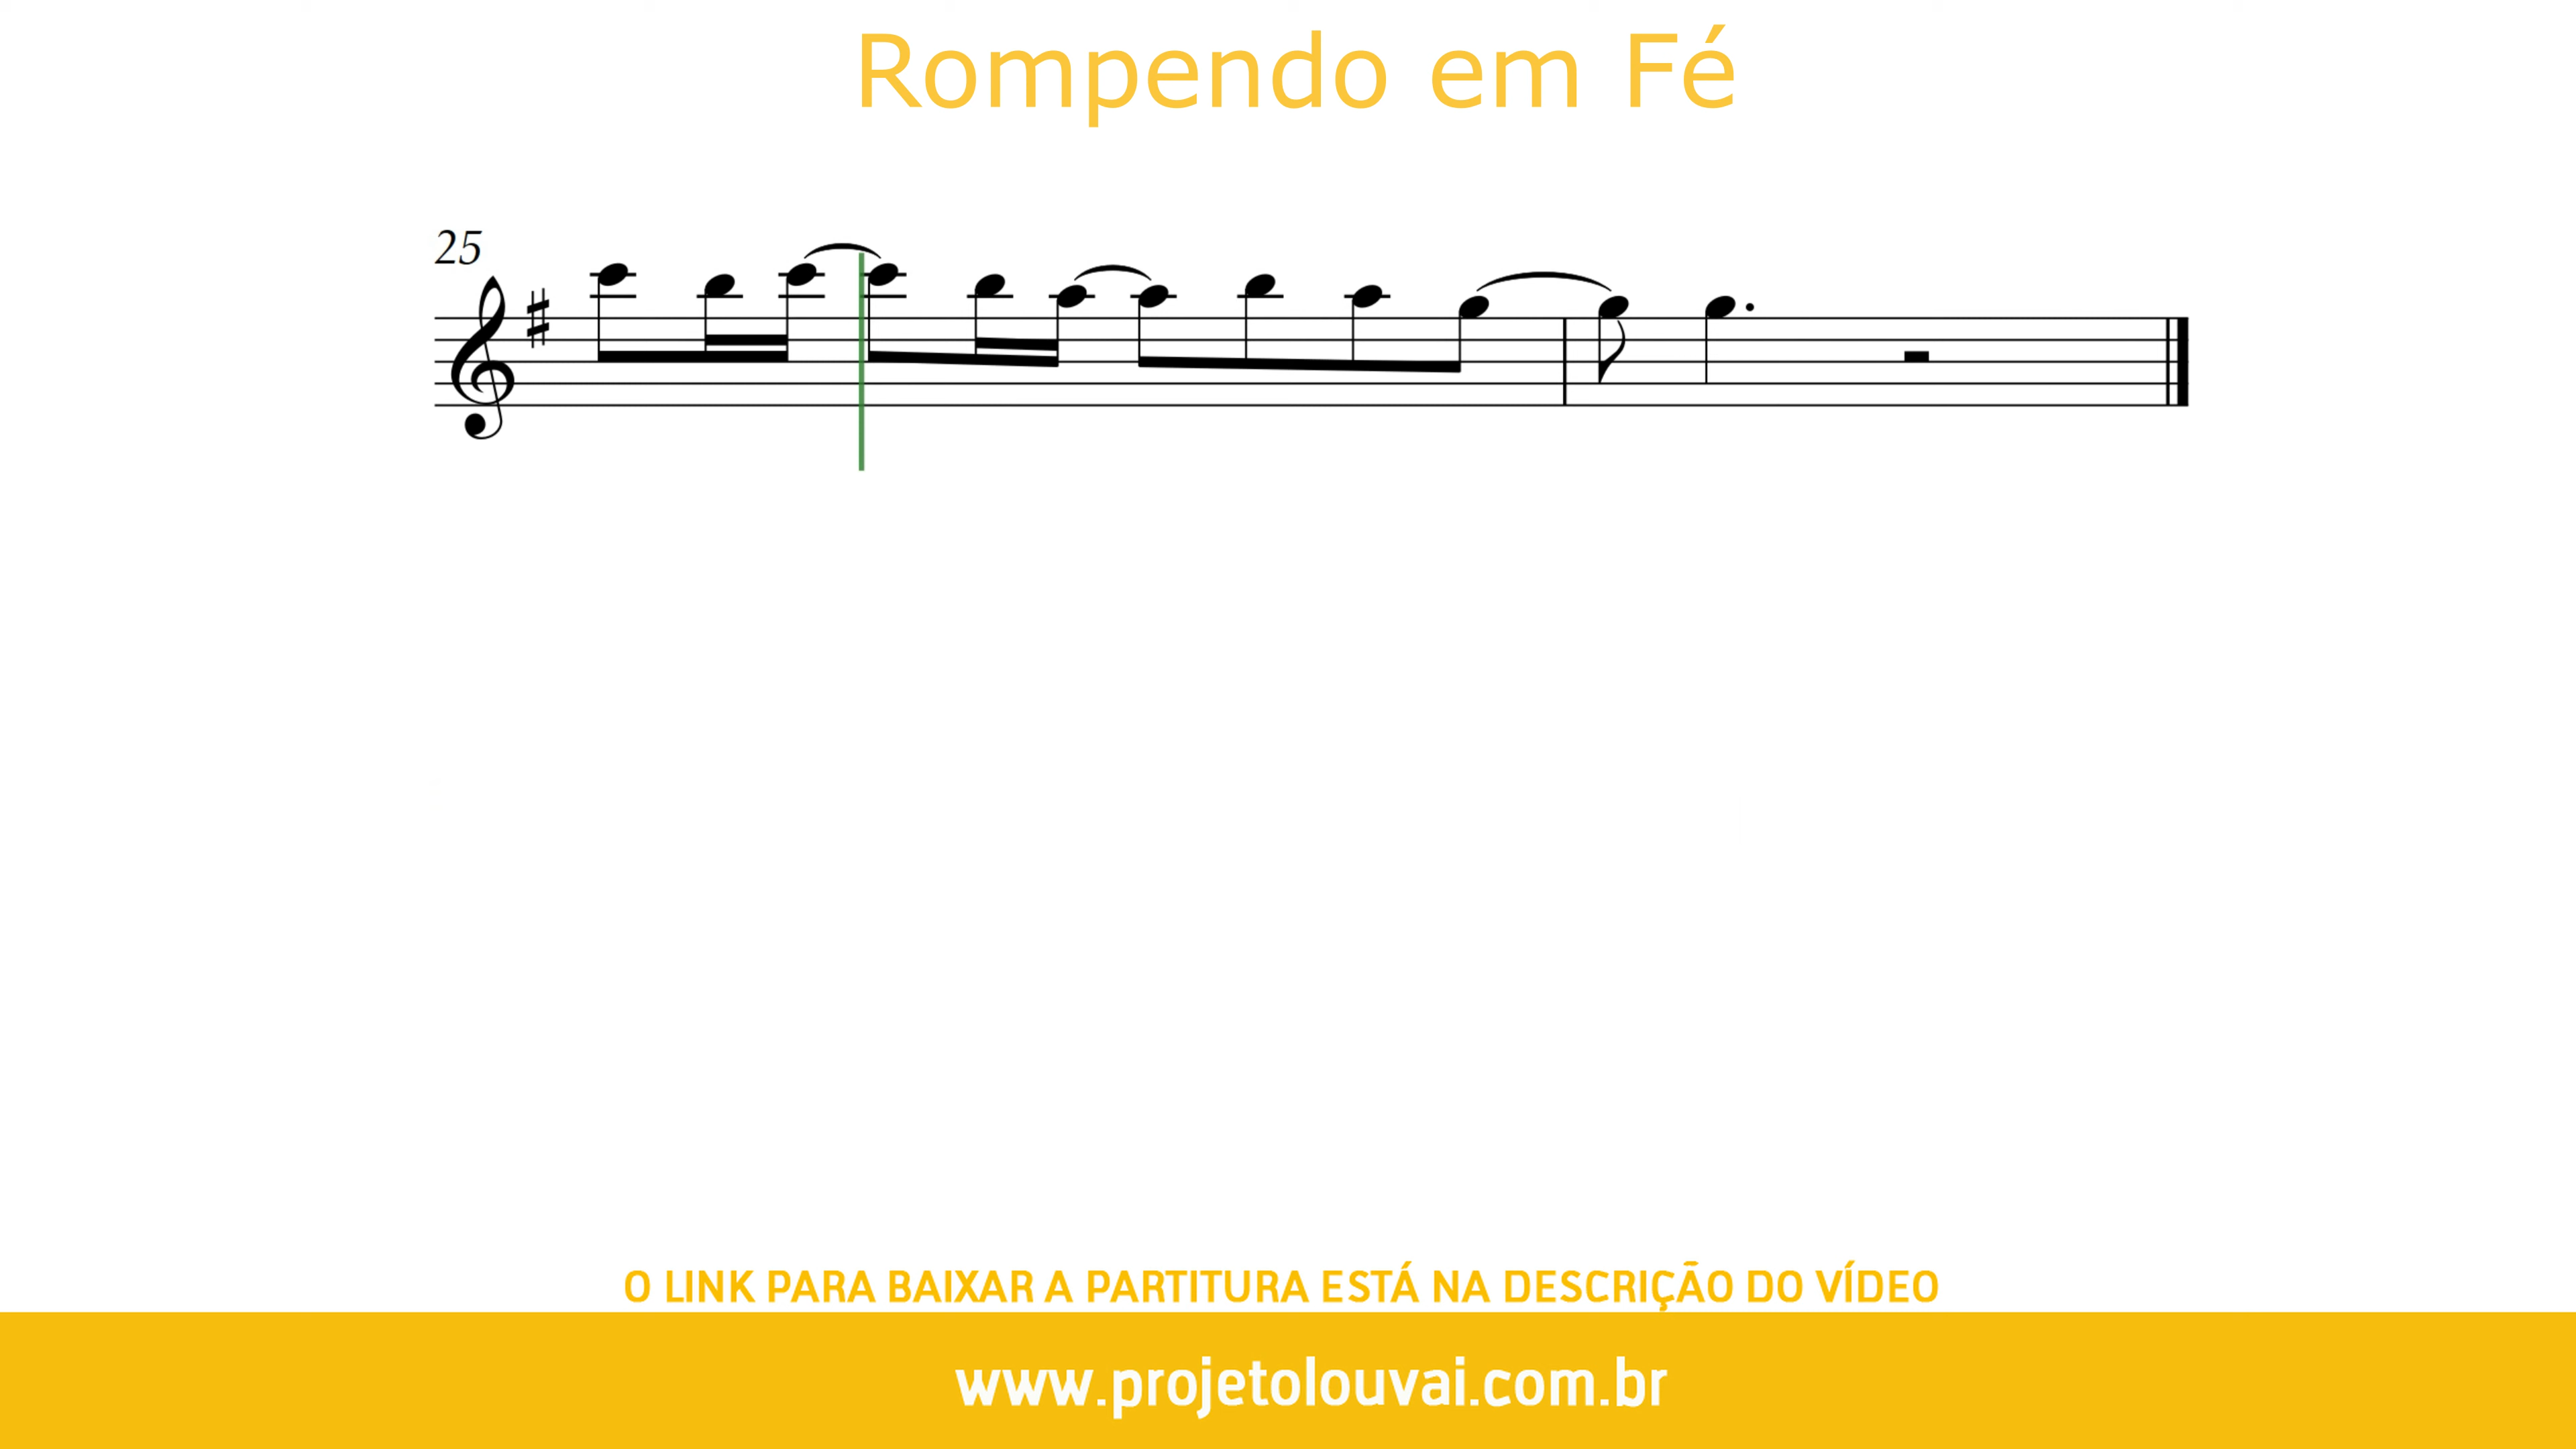 Rompendo em Fé
25
O LINK PARA BAIXAR A PARTITURA ESTÁ NA DESCRIÇÃO DO VÍDEO
www.projetolouvai.com.br